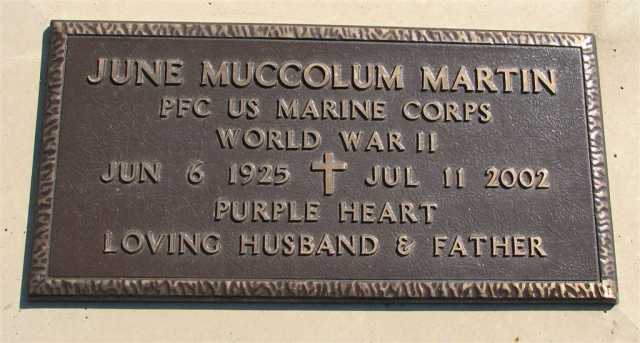 JUNE MUCCOLUM MARTIN
PFC US MARINE CORPS
WORLD WAR II
JUN 6 1925 JUL 11 2002
PURPLE HEART
LOVING HUSBAND & FATHER